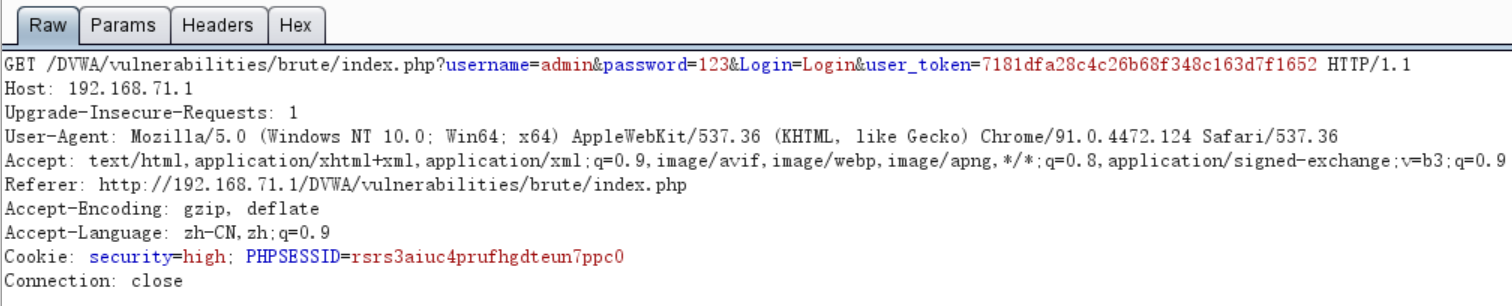 Raw Params Headers Hex
GET /DVWA/vulnerabilities/brute/index.php?username=admin&password=123&Login=Login&user_token=7181dfa28c4c26b68f348c163d7f1652 HTTP/1.1
Host: 192.168.71.1
Upgrade-Insecure-Requests: 1
User-Agent: Mozilla/5.0 (Windows NT 10.0; Win64; x64) AppleWebKit/537.36 (KHTML, like Gecko) Chrome/91.0.4472.124 Safari/537.36
Accept: text/html,application/xhtml+xml,application/xml;q=0.9,image/avif,image/webp,image/apng,*/*;q=0.8,application/signed-exchange;v=b3;q=0.9
Referer: http://192.168.71.1/DVWA/vulnerabilities/brute/index.php
Accept-Encoding: gzip, deflate
Accept-Language: zh-CN,zh;q=0.9
Cookie: security=high; PHPSESSID=rsrs3aiuc4prufhgdteun7ppc0
Connection: close